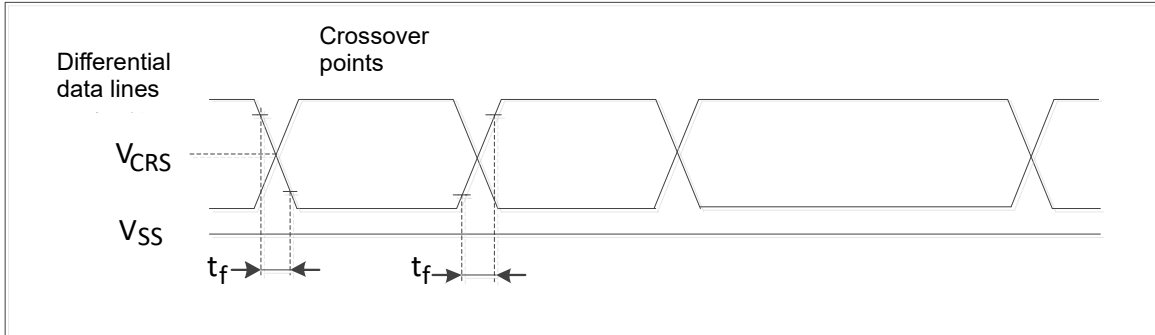 Crossover
points
Differential
data lines
VCRS
VSS
tf
tf